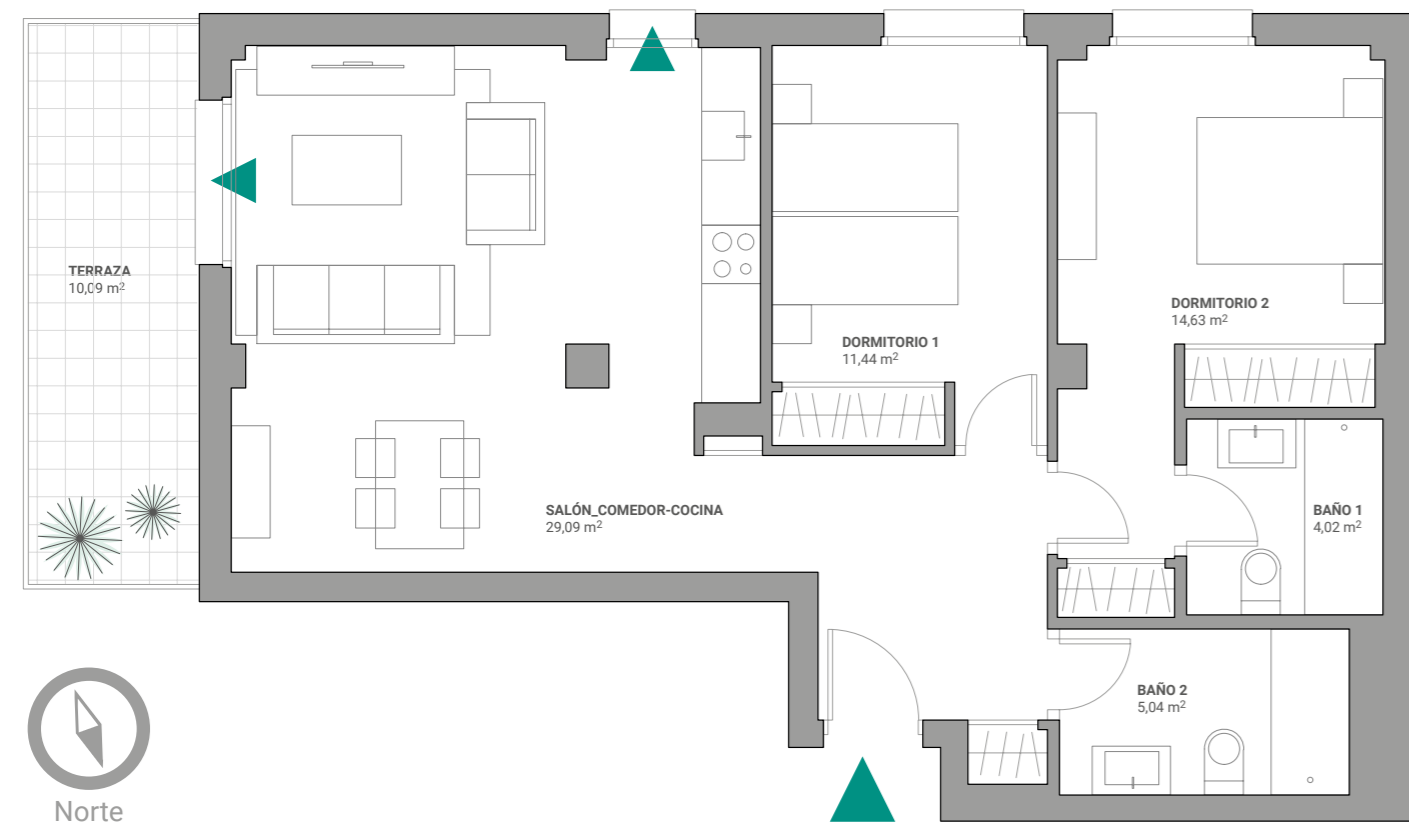 TERRAZA
10,09 m²
DORMITORIO 2
14,63 m²
DORMITORIO 1
11,44 m²
SALÓN_COMEDOR-COCINA
29,09 m²
BAÑO 1
4,02 m²
BAÑO 2
5,04 m²
Norte